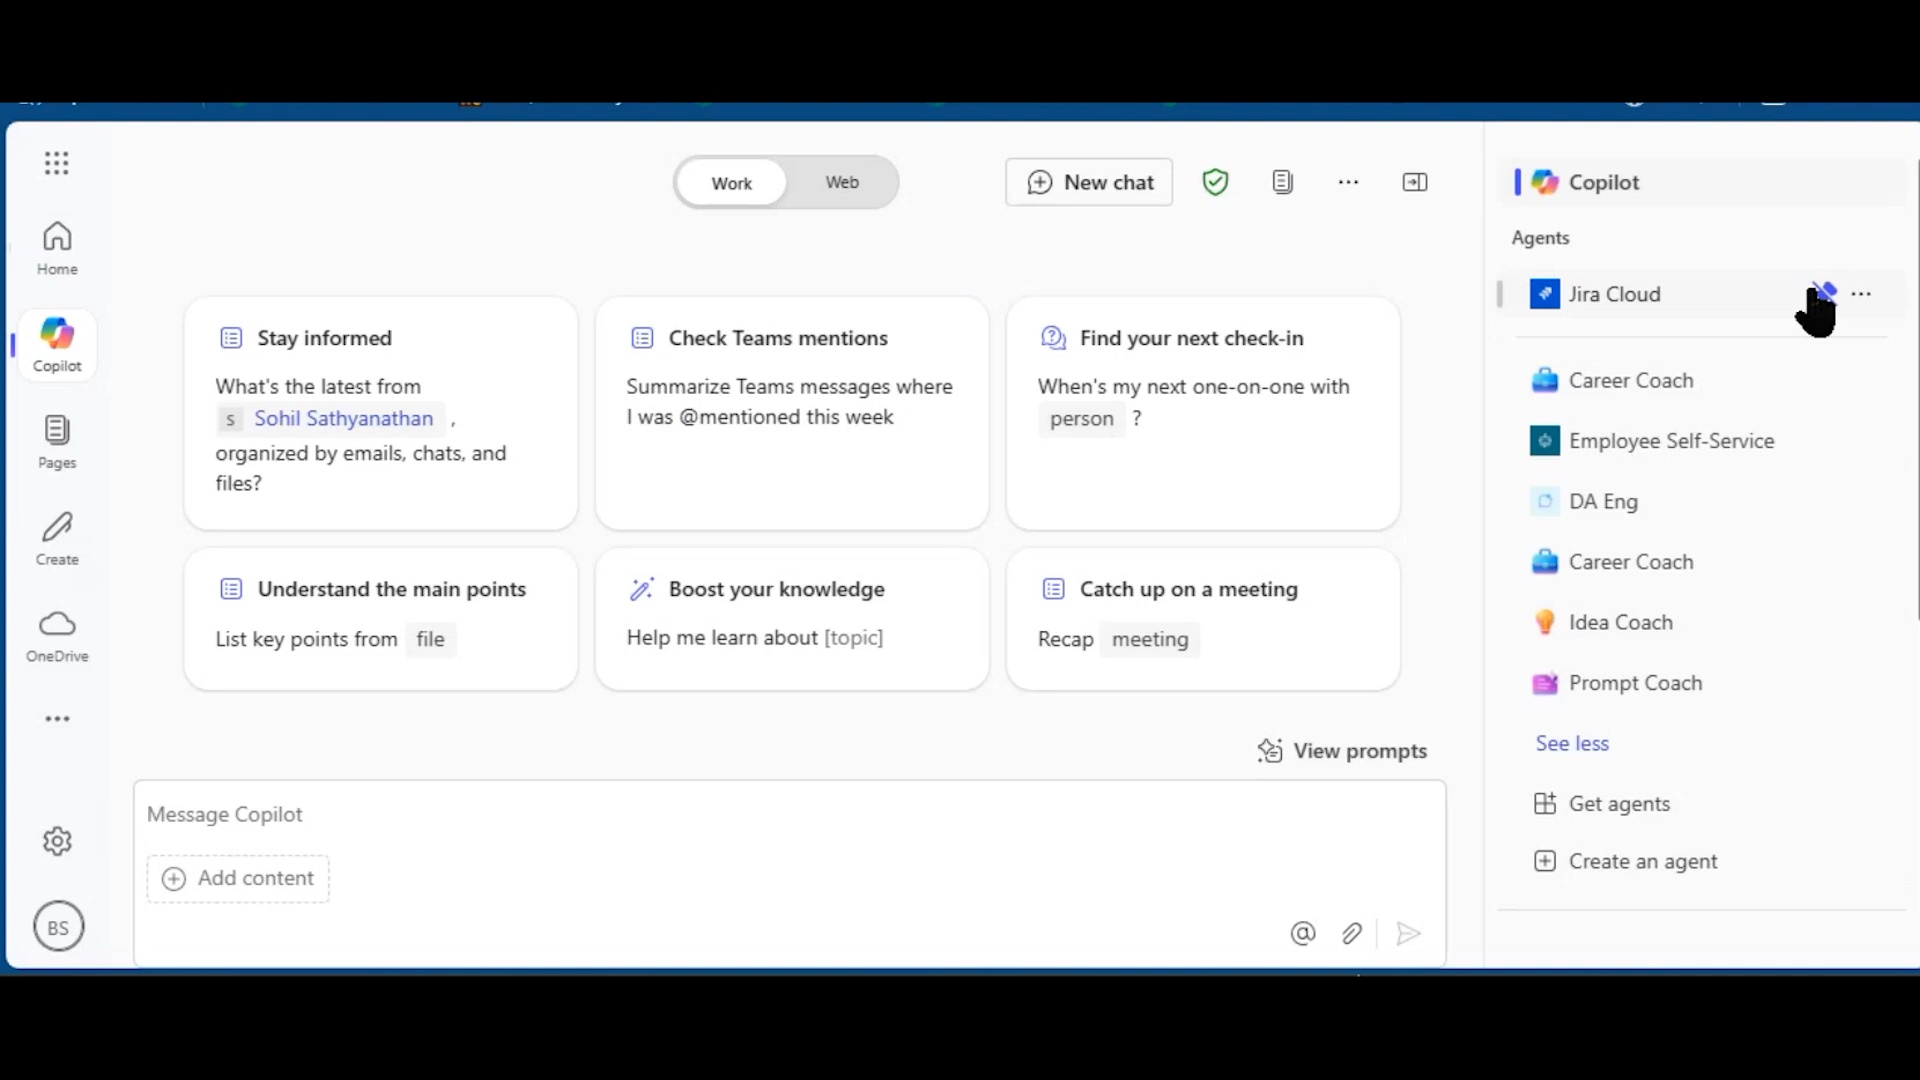 Home
Copilot
Pages
Create
OneDrive
BS
Work
Web
New chat
Stay informed
What's the latest from
S Sohil Sathyanathan ,
organized by emails, chats, and
files?
Check Teams mentions
Summarize Teams messages where
I was @mentioned this week
Find your next check-in
When's my next one-on-one with
person ?
Understand the main points
List key points from file
Boost your knowledge
Help me learn about [topic]
Catch up on a meeting
Recap meeting
View prompts
Message Copilot
Add content
Copilot
Agents
Jira Cloud
Career Coach
Employee Self-Service
DA Eng
Career Coach
Idea Coach
Prompt Coach
See less
Get agents
Create an agent